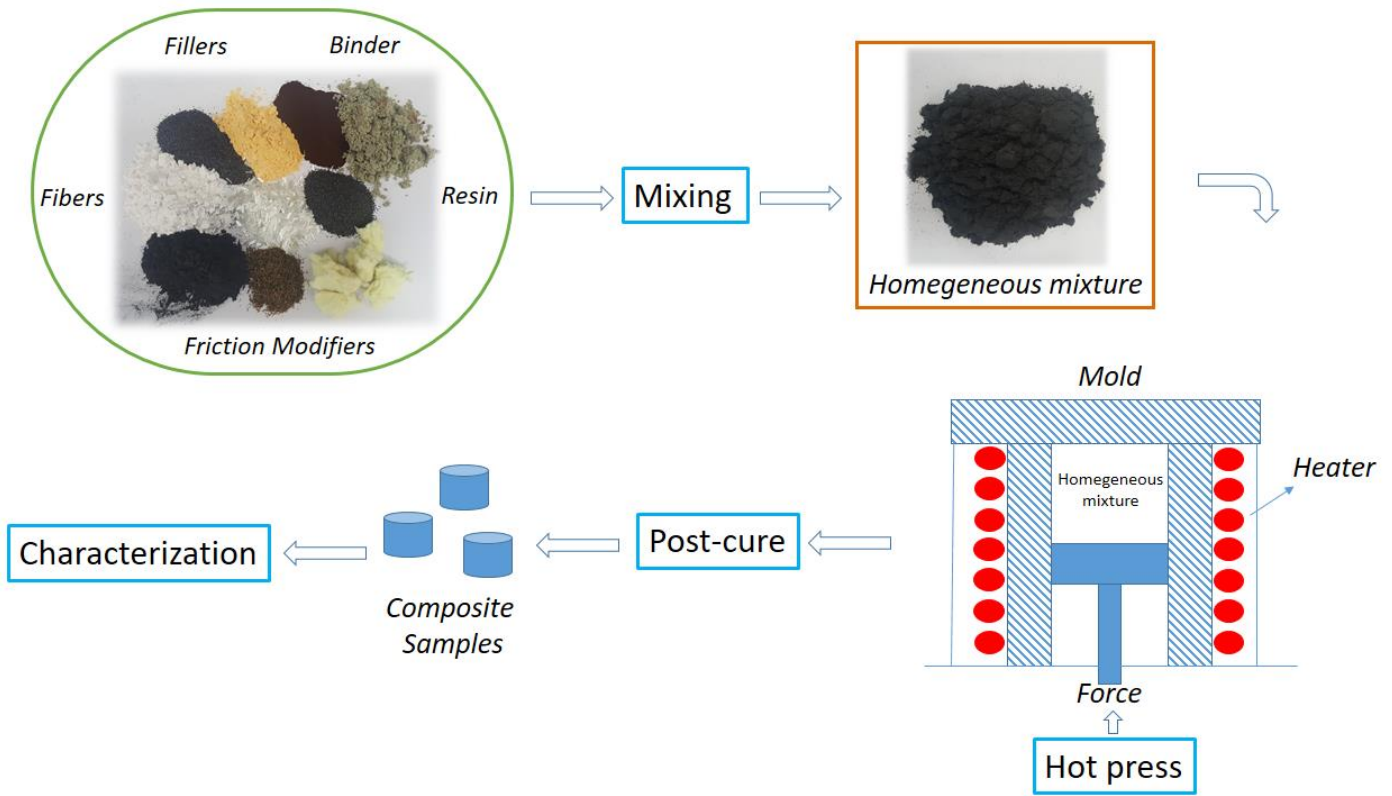 Fillers
Binder
Fibers
Resin
Friction Modifiers
Mixing
Homegeneous mixture
Mold
Heater
Homegeneous
mixture
Force
Hot press
Post-cure
Composite
Samples
Characterization